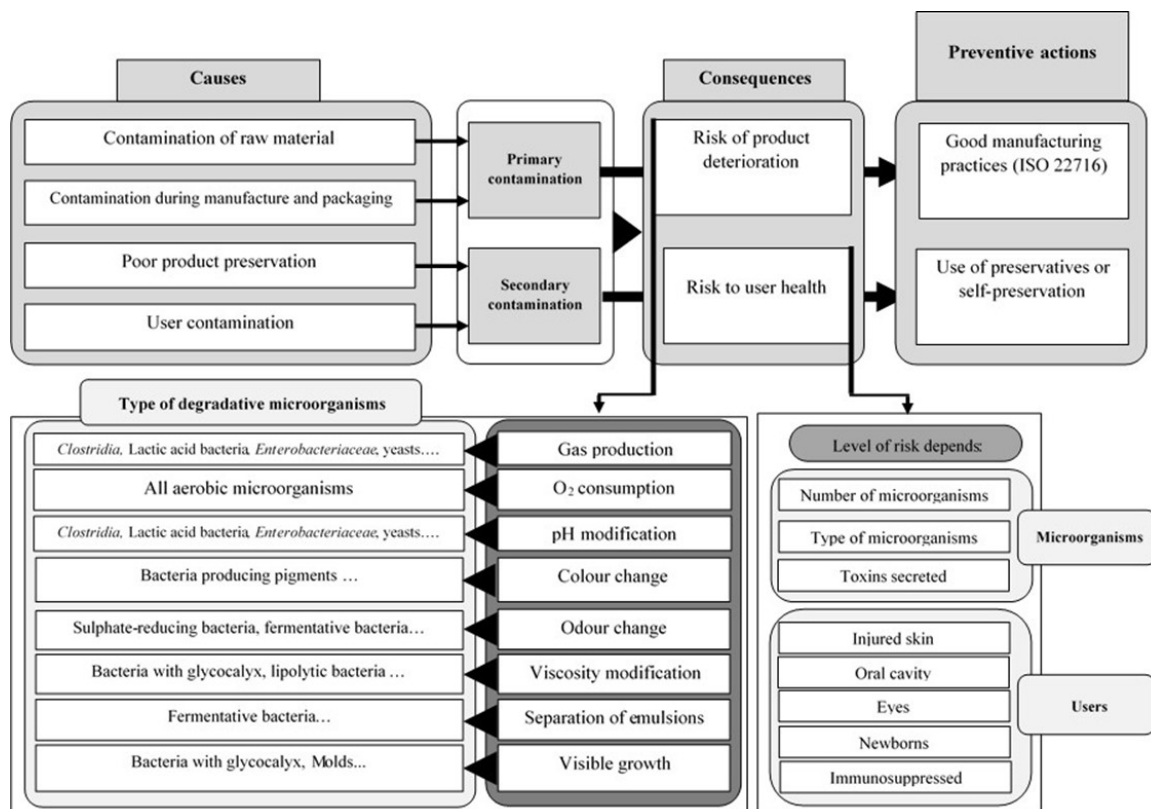 Causes
Contamination of raw material
Contamination during manufacture and packaging
Poor product preservation
User contamination
Primary
contamination
Secondary
contamination
Consequences
Risk of product
deterioration
Risk to user health
Preventive actions
Good manufacturing
practices (ISO 22716)
Use of preservatives or
self-preservation
Type of degradative microorganisms
Clostridia, Lactic acid bacteria, Enterobacteriaceae, yeasts….
Gas production
All aerobic microorganisms
O₂ consumption
Clostridia, Lactic acid bacteria, Enterobacteriaceae, yeasts….
pH modification
Bacteria producing pigments …
Colour change
Sulphate-reducing bacteria, fermentative bacteria…
Odour change
Bacteria with glycocalyx, lipolytic bacteria …
Viscosity modification
Fermentative bacteria…
Separation of emulsions
Bacteria with glycocalyx, Molds...
Visible growth
Level of risk depends:
Number of microorganisms
Type of microorganisms
Toxins secreted
Microorganisms
Injured skin
Oral cavity
Eyes
Newborns
Immunosuppressed
Users